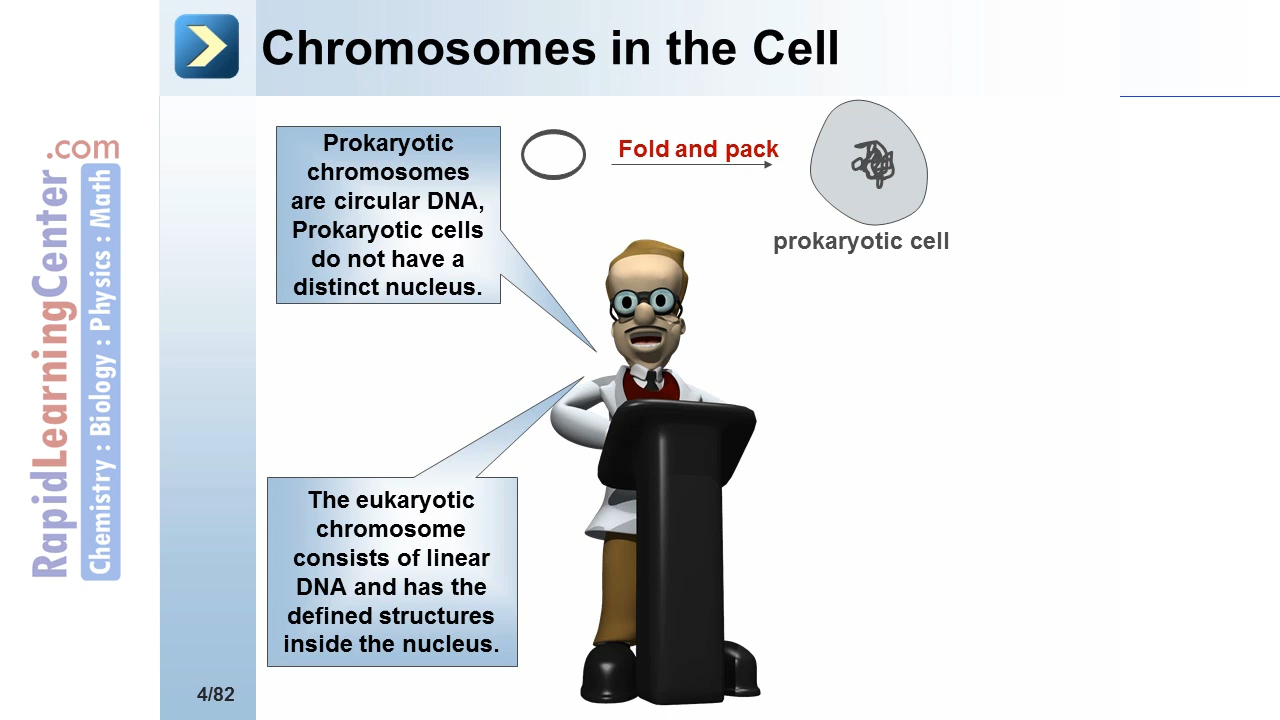 Chromosomes in the Cell
Prokaryotic
chromosomes
are circular DNA,
Prokaryotic cells
do not have a
distinct nucleus.
Fold and pack
prokaryotic cell
The eukaryotic
chromosome
consists of linear
DNA and has the
defined structures
inside the nucleus.
RapidLearningCenter.com
Chemistry : Biology : Physics : Math
4/82